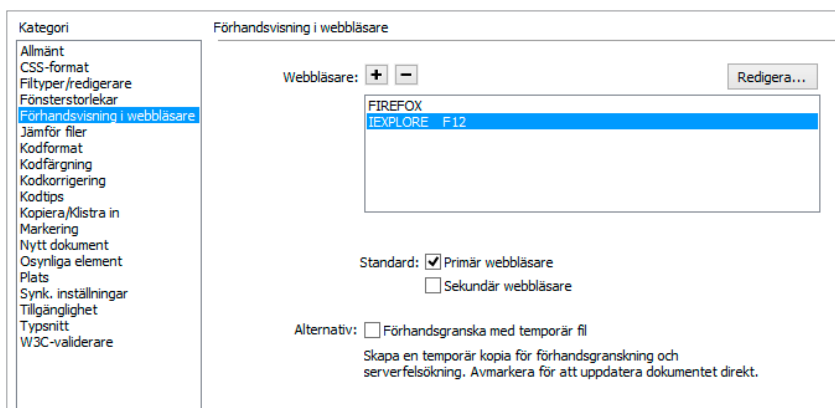 Kategori
Allmänt
CSS-format
Filtyper/redigerare
Fönsterstorlekar
Förhandsvisning i webbläsare
Jämför filer
Kodformat
Kodfärgning
Kodkorrigering
Kodtips
Kopiera/Klistra in
Markering
Nytt dokument
Osynliga element
Plats
Synk. inställningar
Tillgänglighet
Typsnitt
W3C-validerare
Förhandsvisning i webbläsare
Webbläsare: + − Redigera...
FIREFOX
IEXPLORE F12
Standard: Primär webbläsare
Sekundär webbläsare
Alternativ: Förhandsgranska med temporär fil
Skapa en temporär kopia för förhandsgranskning och
serverfelsökning. Avmarkera för att uppdatera dokumentet direkt.